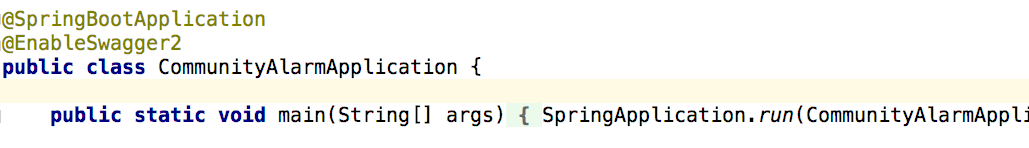 @SpringBootApplication
@EnableSwagger2
public class CommunityAlarmApplication {
public static void main(String[] args) { SpringApplication.run(CommunityAlarmAppli